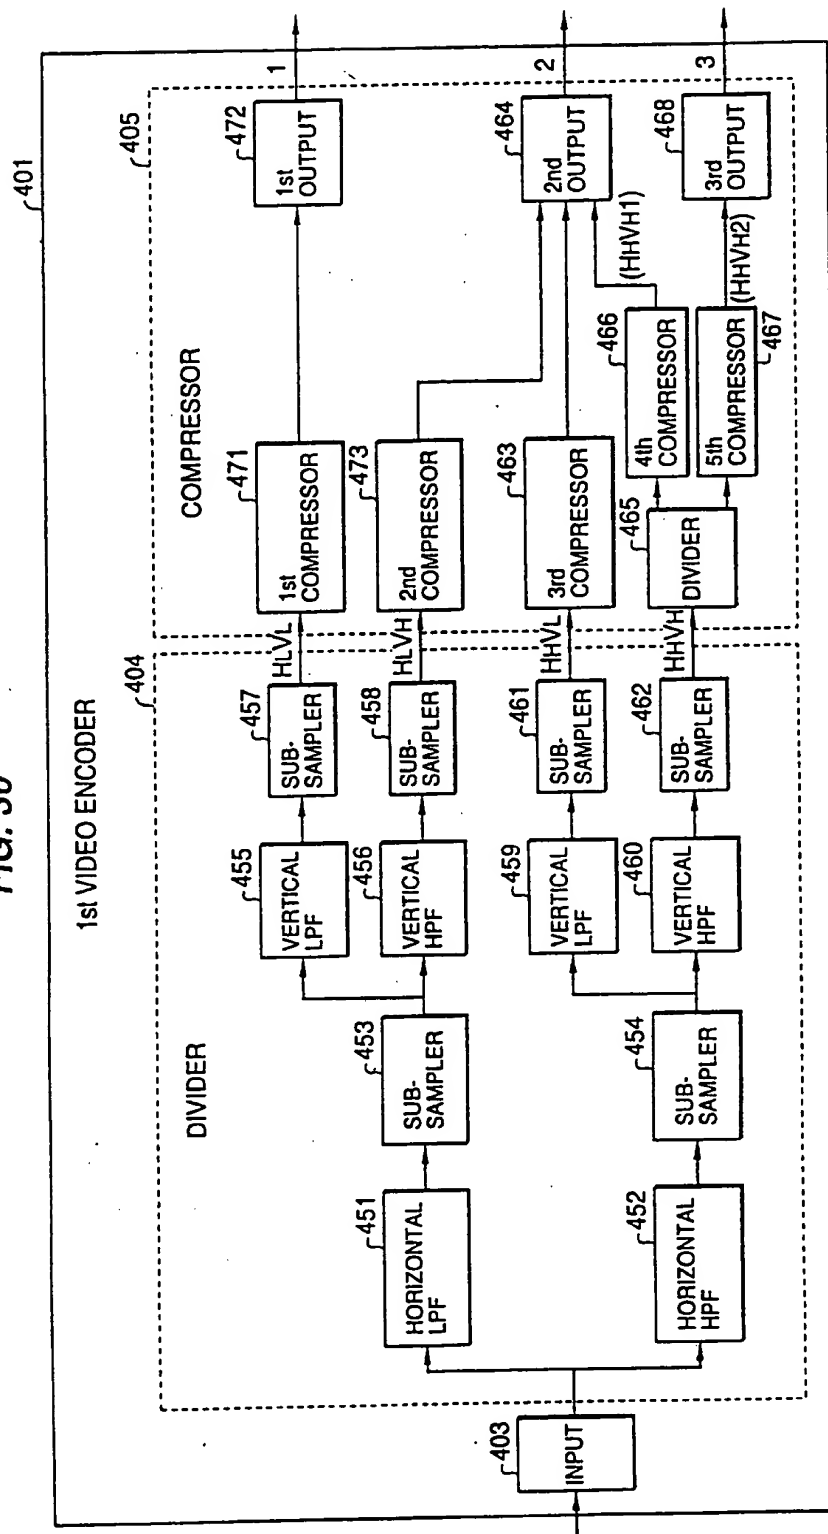 FIG. 30
1st VIDEO ENCODER
401
403
INPUT
404
DIVIDER
451
HORIZONTAL
LPF
453
SUB-
SAMPLER
455
VERTICAL
LPF
457
SUB-
SAMPLER
HLVL
456
VERTICAL
HPF
458
SUB-
SAMPLER
HLVH
452
HORIZONTAL
HPF
454
SUB-
SAMPLER
459
VERTICAL
LPF
461
SUB-
SAMPLER
HHVL
460
VERTICAL
HPF
462
SUB-
SAMPLER
HHVH
405
COMPRESSOR
471
1st
COMPRESSOR
472
1st
OUTPUT
1
473
2nd
COMPRESSOR
463
3rd
COMPRESSOR
464
2nd
OUTPUT
2
465
DIVIDER
466
4th
COMPRESSOR
(HHVH1)
5th
COMPRESSOR
467
(HHVH2)
468
3rd
OUTPUT
3